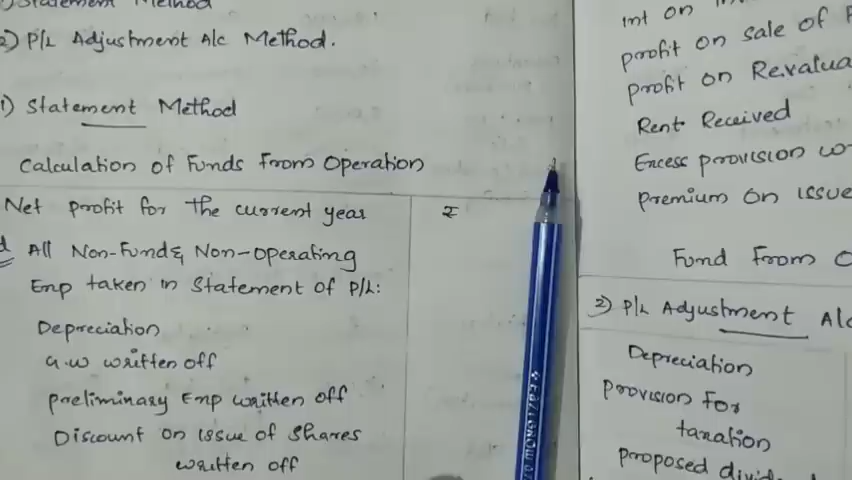 1) Statement Method
2) P/L Adjustment A/c Method.
1) Statement Method
Calculation of Funds From Operation
Net profit for the current year ₹
All Non-Fund & Non-Operating
Exp taken in Statement of P/L:
Depreciation
G.W written off
preliminary Exp written off
Discount on issue of shares
written off
Int on
profit on sale of
profit on
Rent Received
Excess provision
premium on issue
Fund From
2) P/L Adjustment A/c
Depreciation
provision for
taxation
proposed